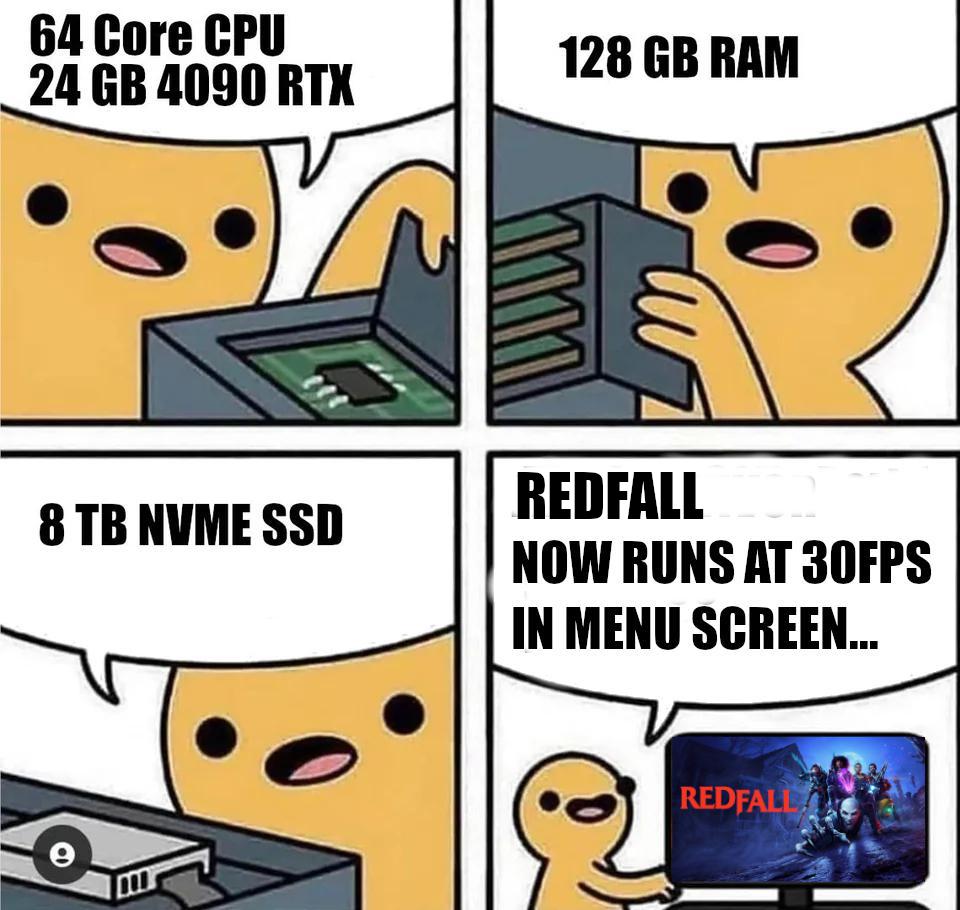 64 Core CPU
24 GB 4090 RTX
128 GB RAM
8 TB NVME SSD
REDFALL
NOW RUNS AT 30FPS
IN MENU SCREEN...
REDFALL